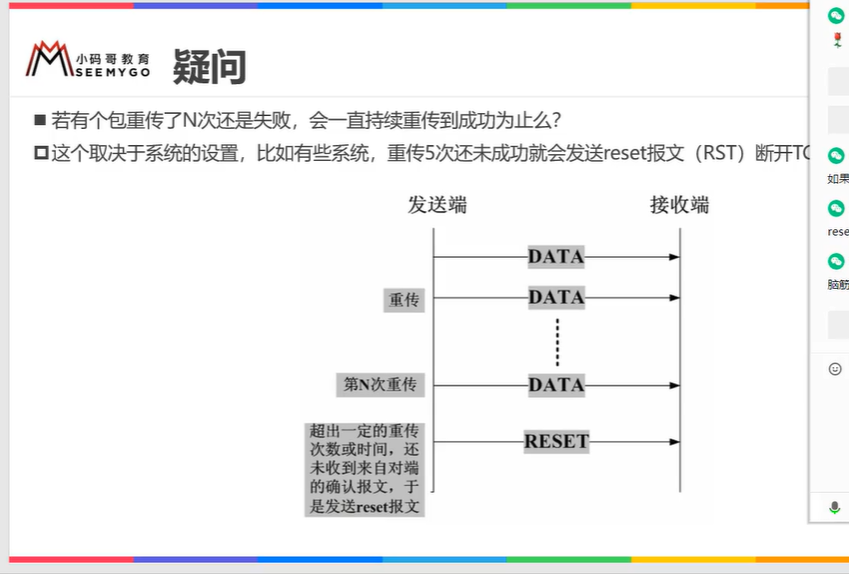 小码哥教育
SEEMYGO
疑问
若有个包重传了N次还是失败，会一直持续重传到成功为止么？
这个取决于系统的设置，比如有些系统，重传5次还未成功就会发送reset报文（RST）断开TC
发送端
接收端
DATA
重传
DATA
第N次重传
DATA
超出一定的重传
次数或时间，还
未收到来自对端
的确认报文，于
是发送reset报文
RESET
如果
rese
脑筋